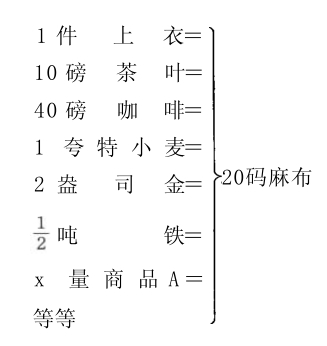 1 件 上 衣=
10 磅 茶 叶=
40 磅 咖 啡=
1 夸 特 小 麦=
2 盎 司 金=
1/2 吨 铁=
x 量 商 品 A =
等等
20码麻布